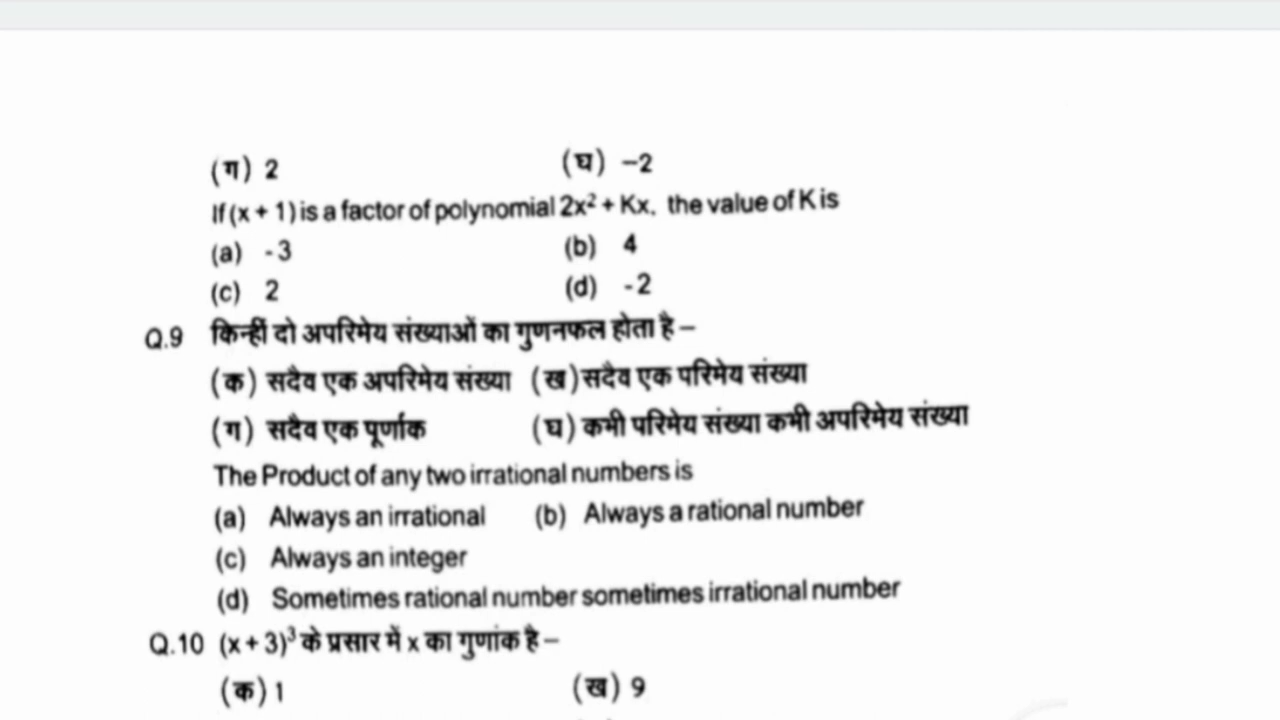 (ग) 2 (घ) –2
If (x + 1) is a factor of polynomial 2x² + Kx, the value of K is
(a) - 3 (b) 4
(c) 2 (d) - 2
Q.9 किन्हीं दो अपरिमेय संख्याओं का गुणनफल होता है –
(क) सदैव एक अपरिमेय संख्या (ख) सदैव एक परिमेय संख्या
(ग) सदैव एक पूर्णाक (घ) कभी परिमेय संख्या कभी अपरिमेय संख्या
The Product of any two irrational numbers is
(a) Always an irrational (b) Always a rational number
(c) Always an integer
(d) Sometimes rational number sometimes irrational number
Q.10 (x + 3)³ के प्रसार में x का गुणांक है –
(क) 1 (ख) 9